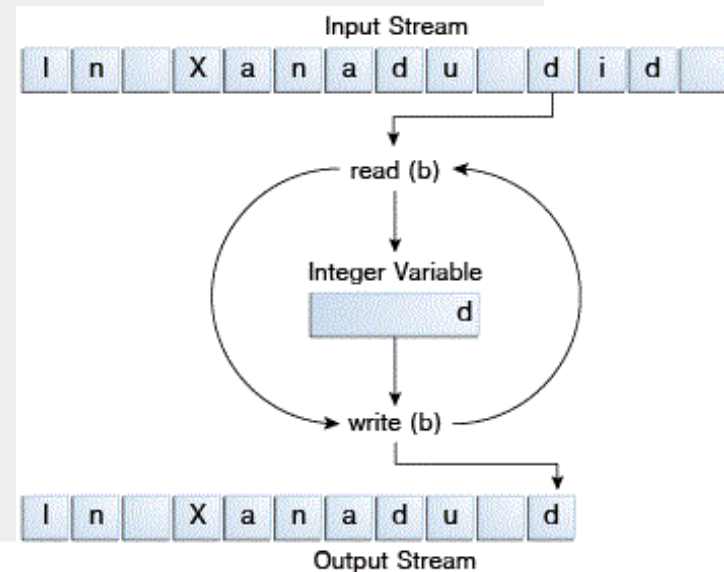 Input Stream
I n X a n a d u d i d
read (b)
Integer Variable
d
write (b)
I n X a n a d u d
Output Stream